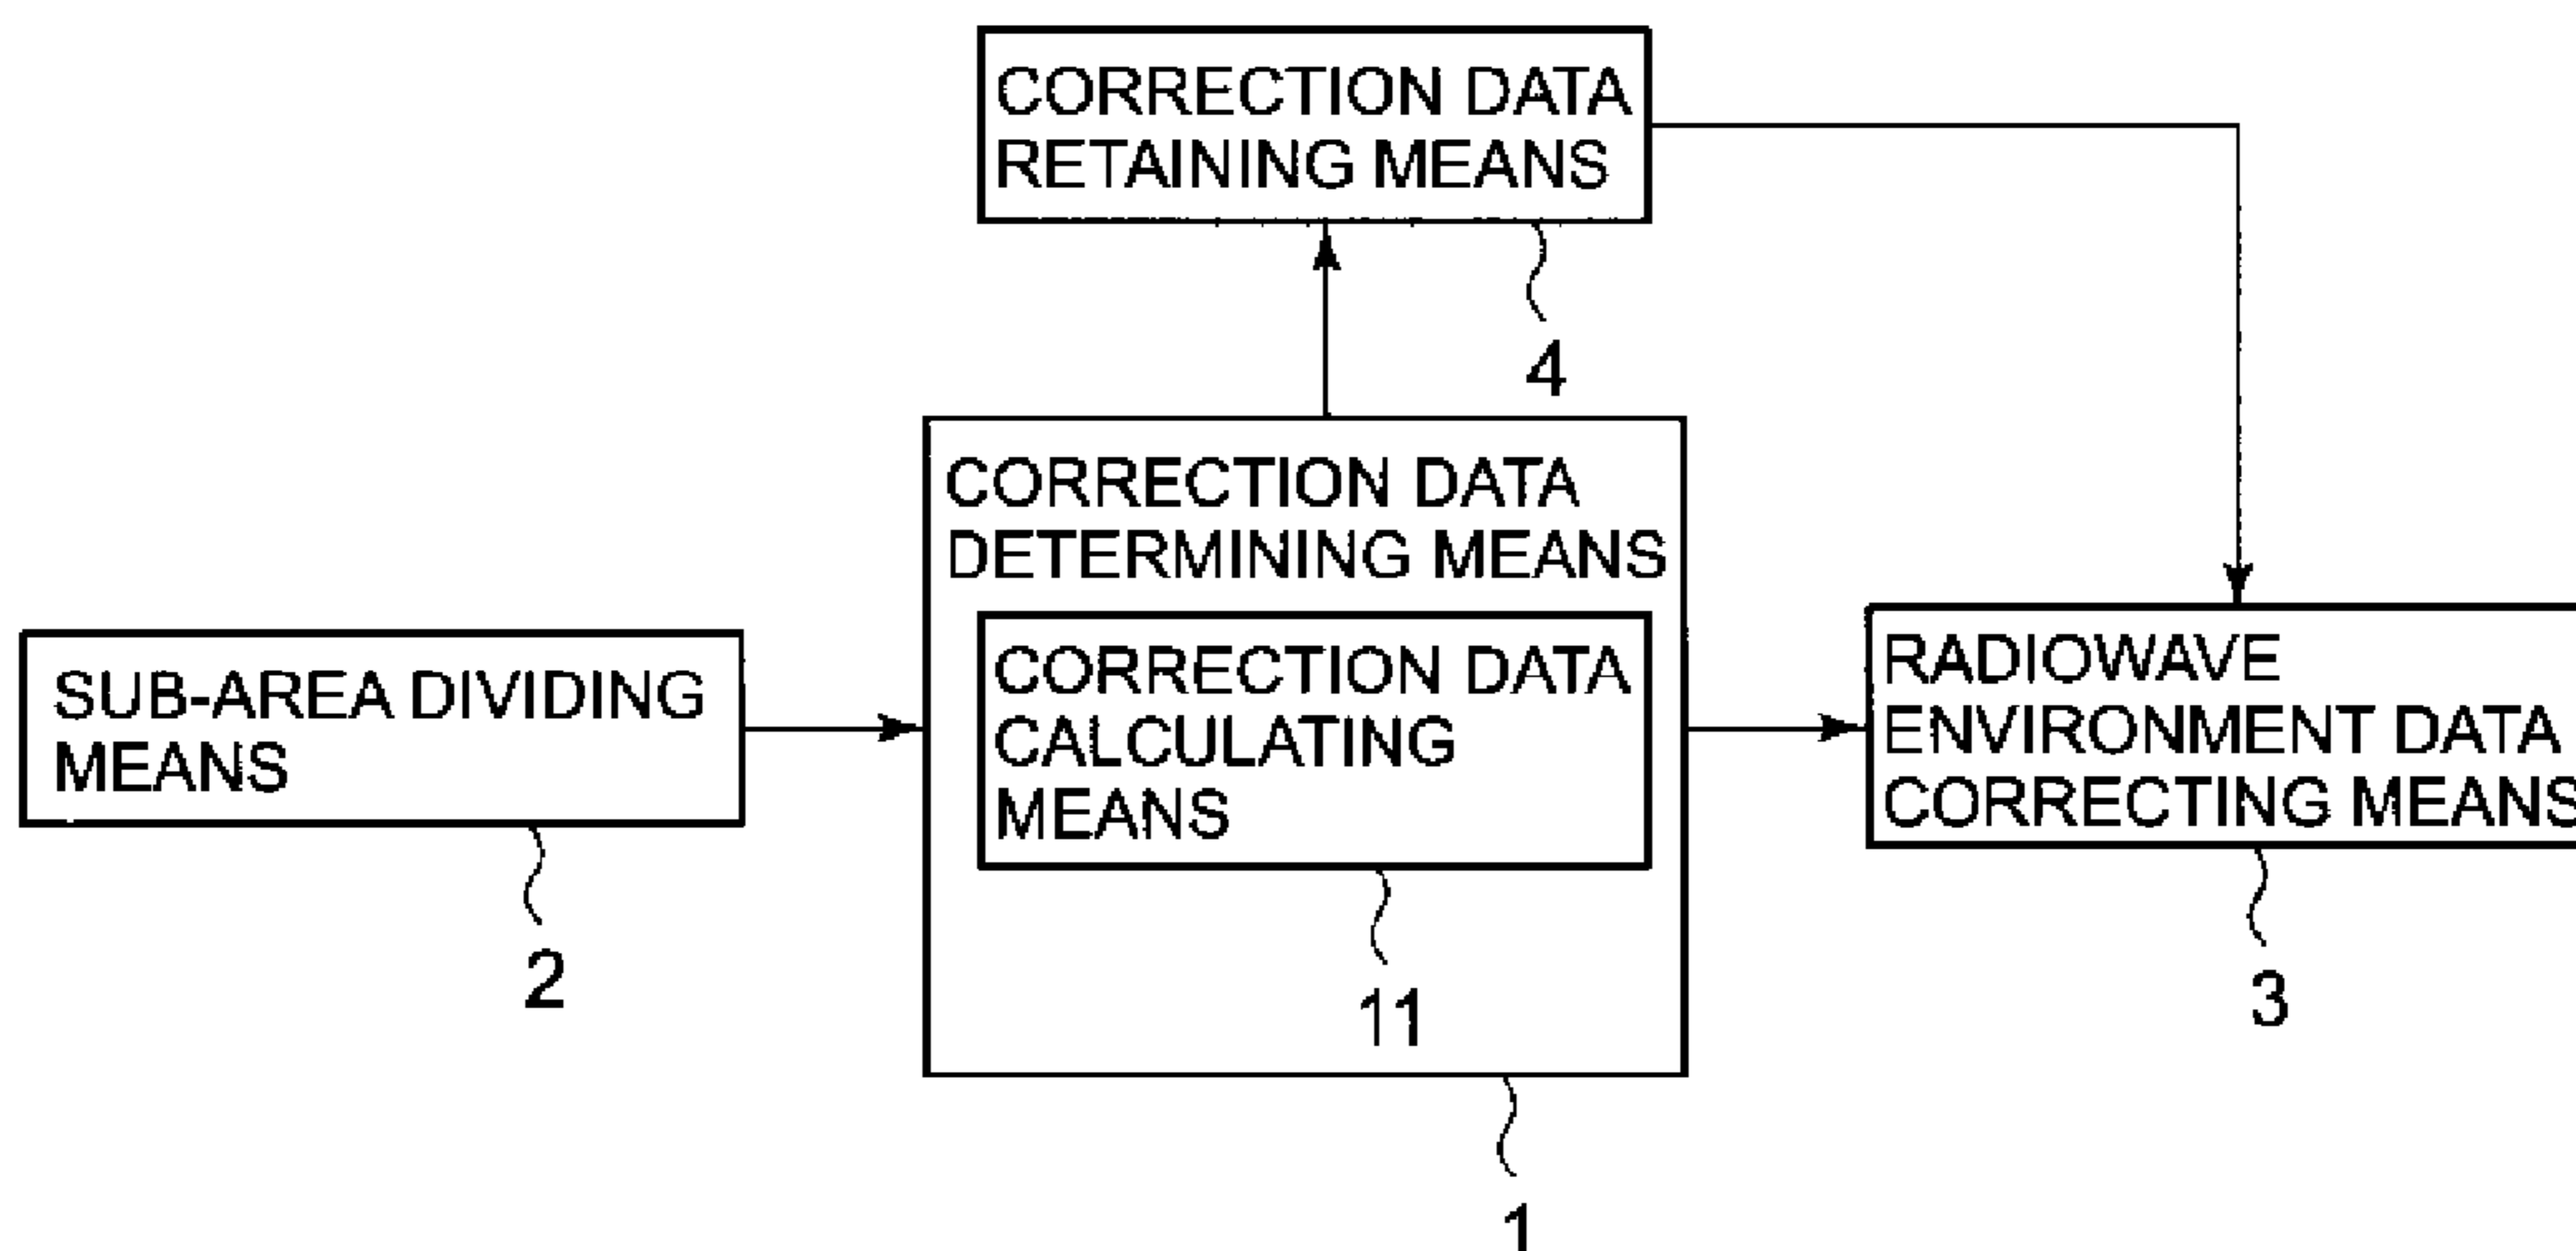 CORRECTION DATA
RETAINING MEANS
4
CORRECTION DATA
DETERMINING MEANS
CORRECTION DATA
CALCULATING
MEANS
11
1
SUB-AREA DIVIDING
MEANS
2
RADIOWAVE
ENVIRONMENT DATA
CORRECTING MEANS
3